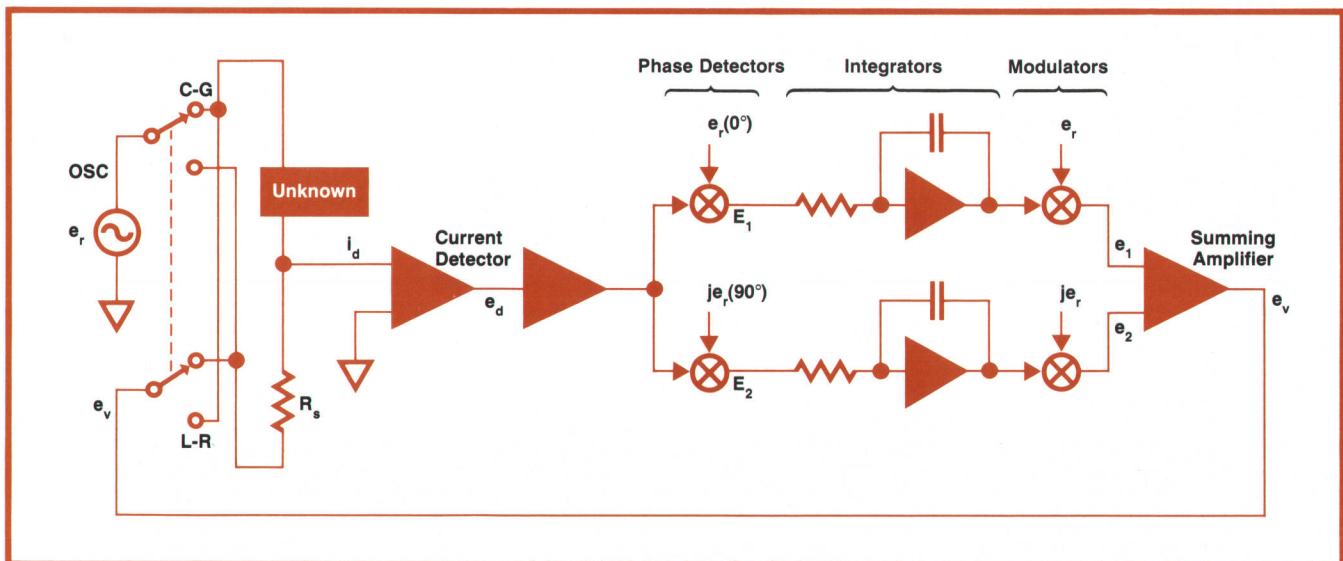 Phase Detectors
Integrators
Modulators
C-G
e_r(0°)
e_r
OSC
Unknown
e_r
E_1
i_d
Current
Detector
e_d
e_1
Summing
Amplifier
je_r(90°)
je_r
e_2
e_v
E_2
e_v
R_s
L-R